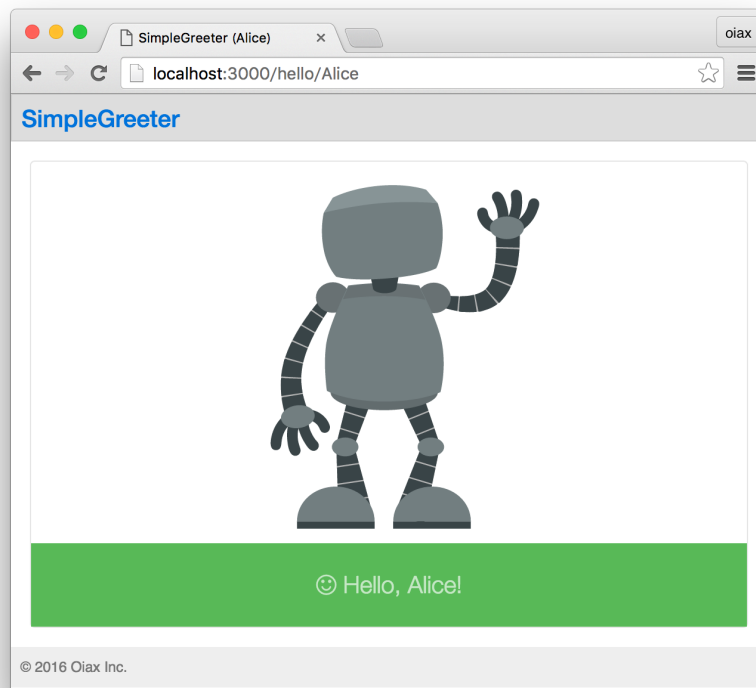 SimpleGreeter (Alice)
oiax
localhost:3000/hello/Alice
SimpleGreeter
Hello, Alice!
© 2016 Oiax Inc.